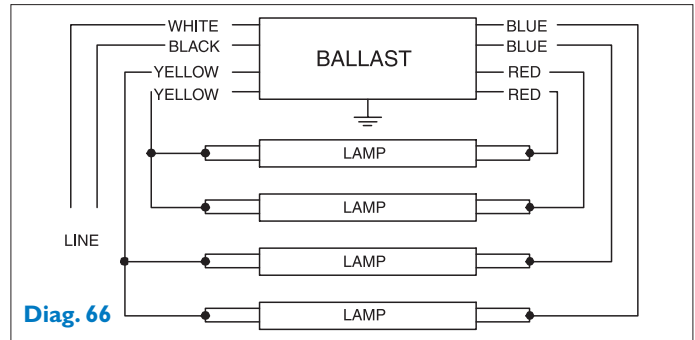 WHITE
BLACK
YELLOW
YELLOW
BALLAST
BLUE
BLUE
RED
RED
LAMP
LAMP
LINE
LAMP
LAMP
Diag. 66